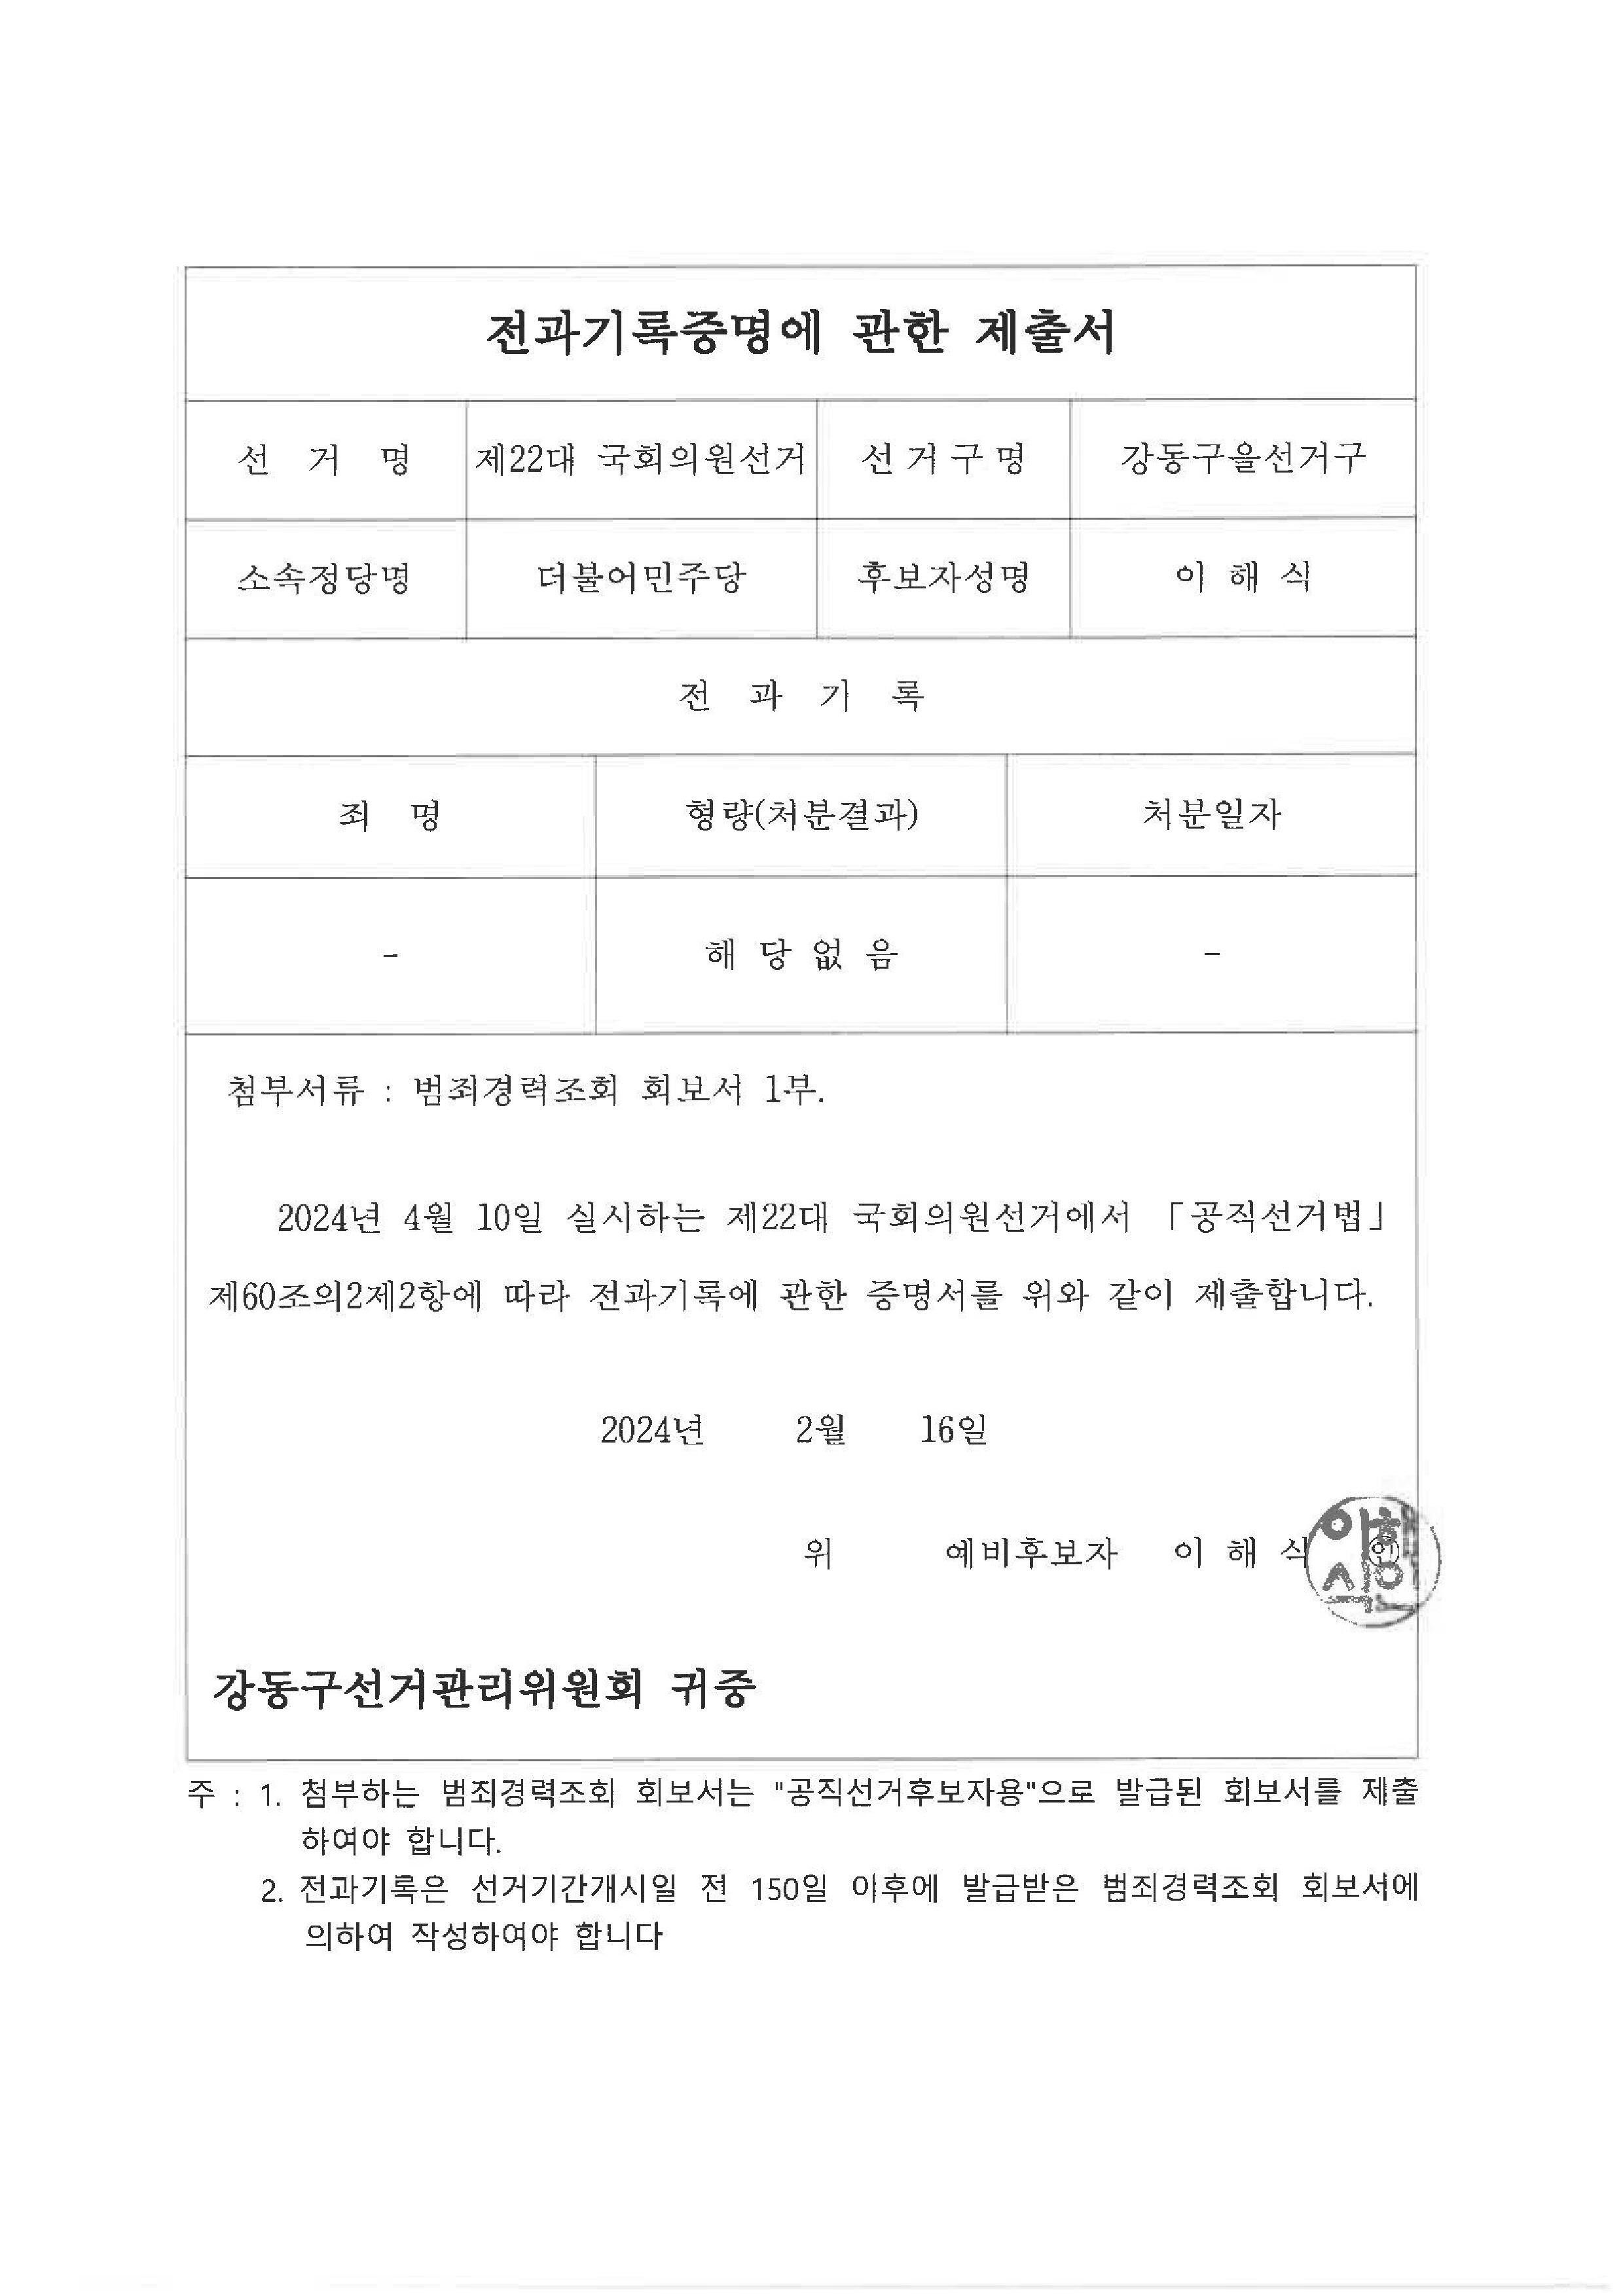 전과기록증명에 관한 제출서
선 거 명 제22대 국회의원선거 선거구명 강동구을선거구
소속정당명 더불어민주당 후보자성명 이 해 식
전 과 기 록
죄 명 형량(처분결과) 처분일자
- 해 당 없 음 -
첨부서류 : 범죄경력조회 회보서 1부.
2024년 4월 10일 실시하는 제22대 국회의원선거에서 「공직선거법」
제60조의2제2항에 따라 전과기록에 관한 증명서를 위와 같이 제출합니다.
2024년 2월 16일
위 예비후보자 이 해 식 ㊞
강동구선거관리위원회 귀중
주 : 1. 첨부하는 범죄경력조회 회보서는 "공직선거후보자용"으로 발급된 회보서를 제출
하여야 합니다.
2. 전과기록은 선거기간개시일 전 150일 이후에 발급받은 범죄경력조회 회보서에
의하여 작성하여야 합니다